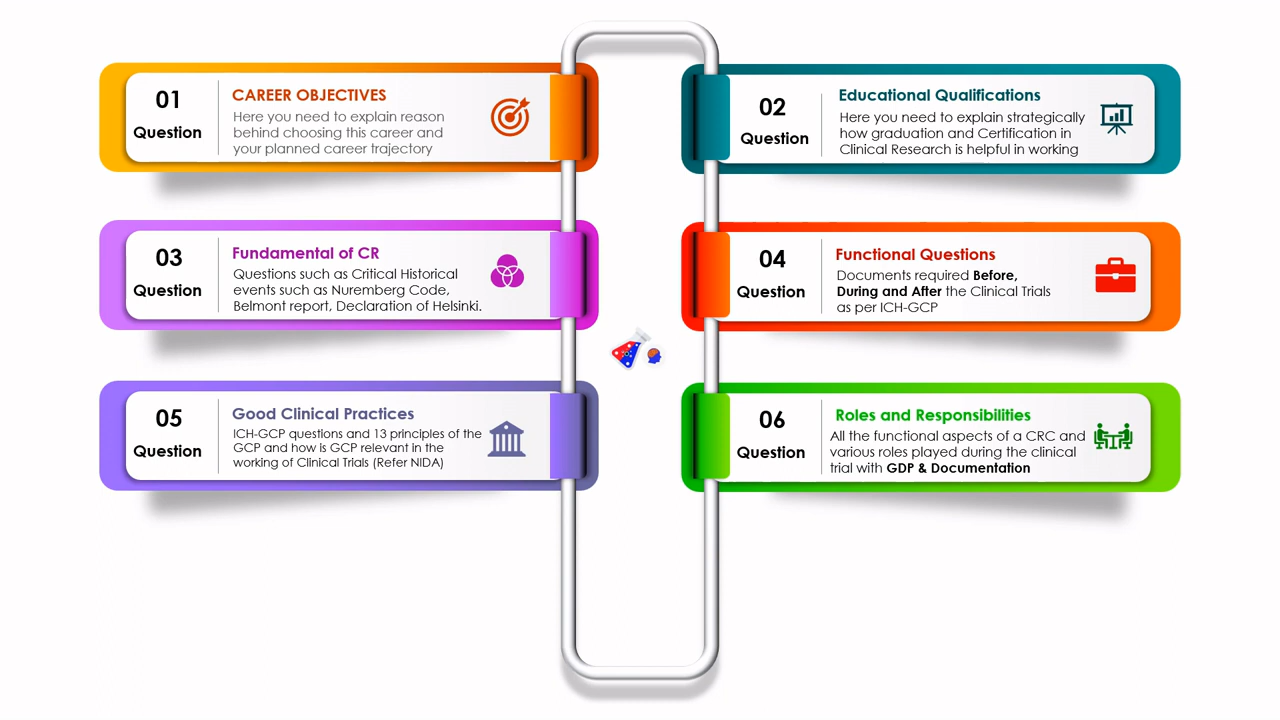 01
Question
CAREER OBJECTIVES
Here you need to explain reason
behind choosing this career and
your planned career trajectory
02
Question
Educational Qualifications
Here you need to explain strategically
how graduation and Certification in
Clinical Research is helpful in working
03
Question
Fundamental of CR
Questions such as Critical Historical
events such as Nuremberg Code,
Belmont report, Declaration of Helsinki.
04
Question
Functional Questions
Documents required Before,
During and After the Clinical Trials
as per ICH-GCP
05
Question
Good Clinical Practices
ICH-GCP questions and 13 principles of the
GCP and how is GCP relevant in the
working of Clinical Trials (Refer NIDA)
06
Question
Roles and Responsibilities
All the functional aspects of a CRC and
various roles played during the clinical
trial with GDP & Documentation